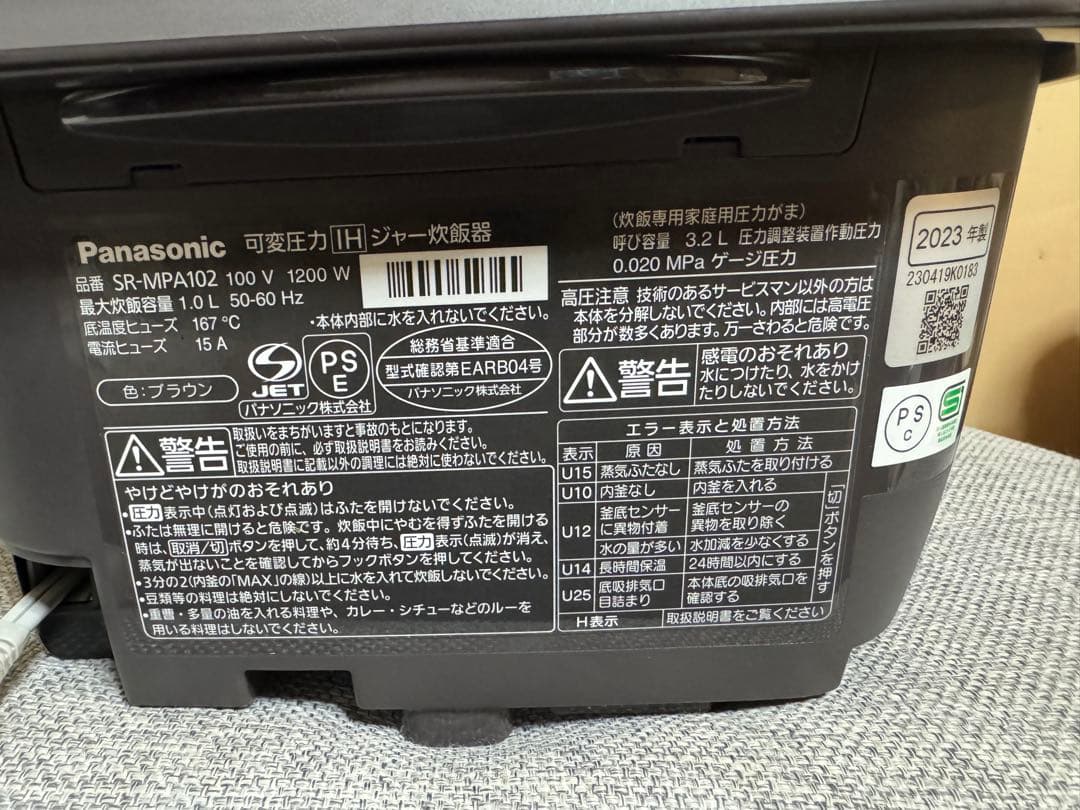 Panasonic 可変圧力 IH ジャー炊飯器
品番 SR-MPA102 100 V 1200 W
最大炊飯容量 1.0 L 50-60 Hz
低温度ヒューズ 167 ℃
電流ヒューズ 15 A
・本体内部に水を入れないでください。
色:ブラウン
JET
PS
E
パナソニック株式会社
総務省基準適合
型式確認第EARB04号
パナソニック株式会社
(炊飯専用家庭用圧力がま)
呼び容量 3.2 L 圧力調整装置作動圧力
0.020 MPa ゲージ圧力
高圧注意 技術のあるサービスマン以外の方は
本体を分解しないでください。内部には高電圧
部分が数多くあります。万一さわると危険です。
警告
感電のおそれあり
水につけたり、水をかけ
たりしないでください。
2023 年製
230419K0183
PS
C
警告
取扱いをまちがいますと事故のもとになります。
ご使用の前に、必ず取扱説明書をお読みください。
取扱説明書に記載以外の調理には絶対に使わないでください。
やけどやけがのおそれあり
・圧力表示中(点灯および点滅)はふたを開けないでください。
・ふたは無理に開けると危険です。炊飯中にやむを得ずふたを開ける
時は、取消/切ボタンを押して、約4分待ち、圧力表示(点滅)が消え、
蒸気が出ないことを確認してからフックボタンを押してください。
・3分の2(内釜の「MAX」の線)以上に水を入れて炊飯しないでください。
・豆類等の料理は絶対にしないでください。
・重曹・多量の油を入れる料理や、カレー・シチューなどのルーを
用いる料理はしないでください。
エラー表示と処置方法
表示 原因 処置方法
U15 蒸気ふたなし 蒸気ふたを取り付ける
U10 内釜なし 内釜を入れる
U12 釜底センサーに異物付着 釜底センサーの異物を取り除く
水の量が多い 水加減を少なくする
U14 長時間保温 24時間以内にする
U25 底吸排気口目詰まり 本体底の吸排気口を確認する
「切」ボタンを押す
H表示 取扱説明書をご覧ください